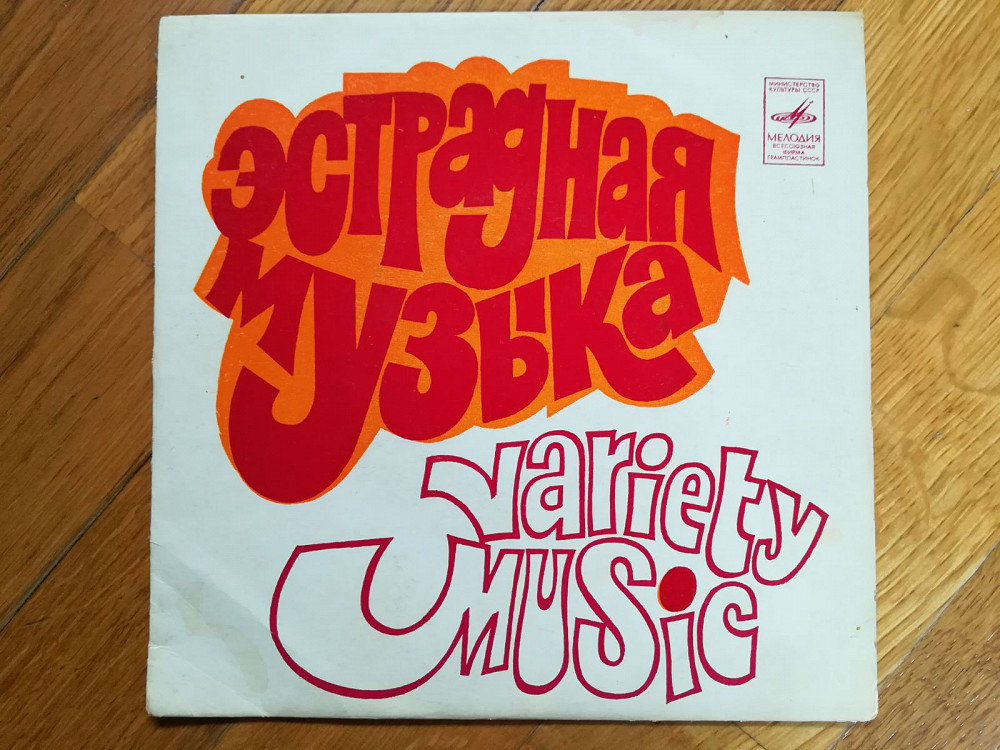 эстрадная
музыка
МИНИСТЕРСТВО
КУЛЬТУРЫ СССР
МЕЛОДИЯ
ВСЕСОЮЗНАЯ
ФИРМА
ГРАМПЛАСТИНОК
variety
music